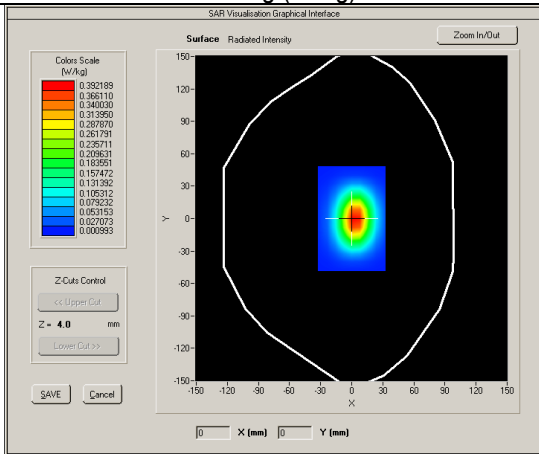 SAR Visualisation Graphical Interface
Surface Radiated Intensity
Zoom In/Out
Colors Scale
(W/kg)
0.392189
0.366110
0.340030
0.313950
0.287870
0.261791
0.235711
0.209631
0.183551
0.157472
0.131392
0.105312
0.079232
0.053153
0.027073
0.000993
150
120
90
60
30
0
-30
-60
-90
-120
-150
Y
-150 -120 -90 -60 -30 0 30 60 90 120 150
X
Z-Cuts Control
<< Upper Cut
Z = 4.0 mm
Lower Cut >>
SAVE Cancel
0 X (mm) 0 Y (mm)